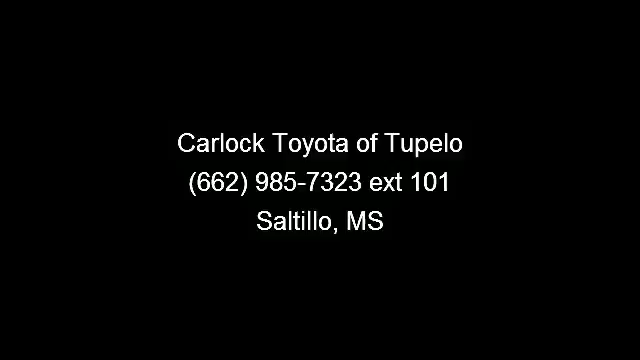 Carlock Toyota of Tupelo
(662) 985-7323 ext 101
Saltillo, MS